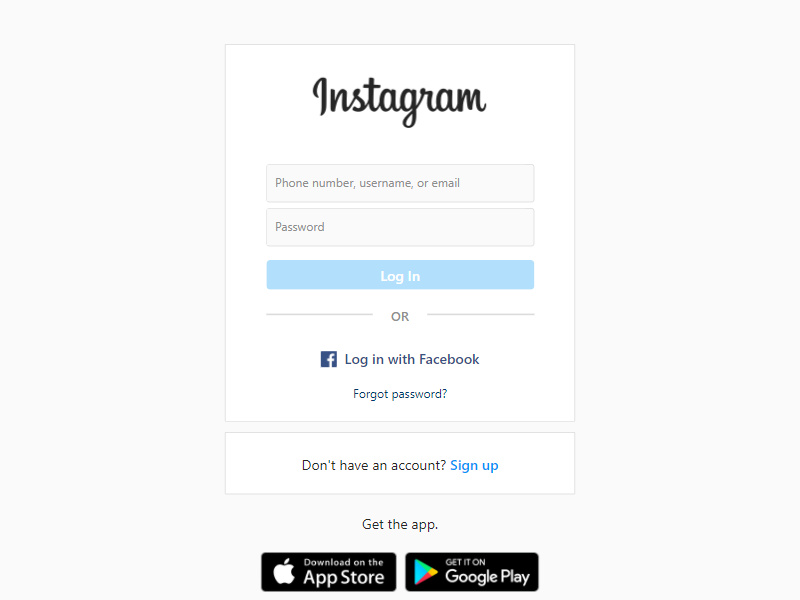 Instagram
Phone number, username, or email
Password
Log In
OR
Log in with Facebook
Forgot password?
Don't have an account? Sign up
Get the app.
Download on the
App Store
GET IT ON
Google Play